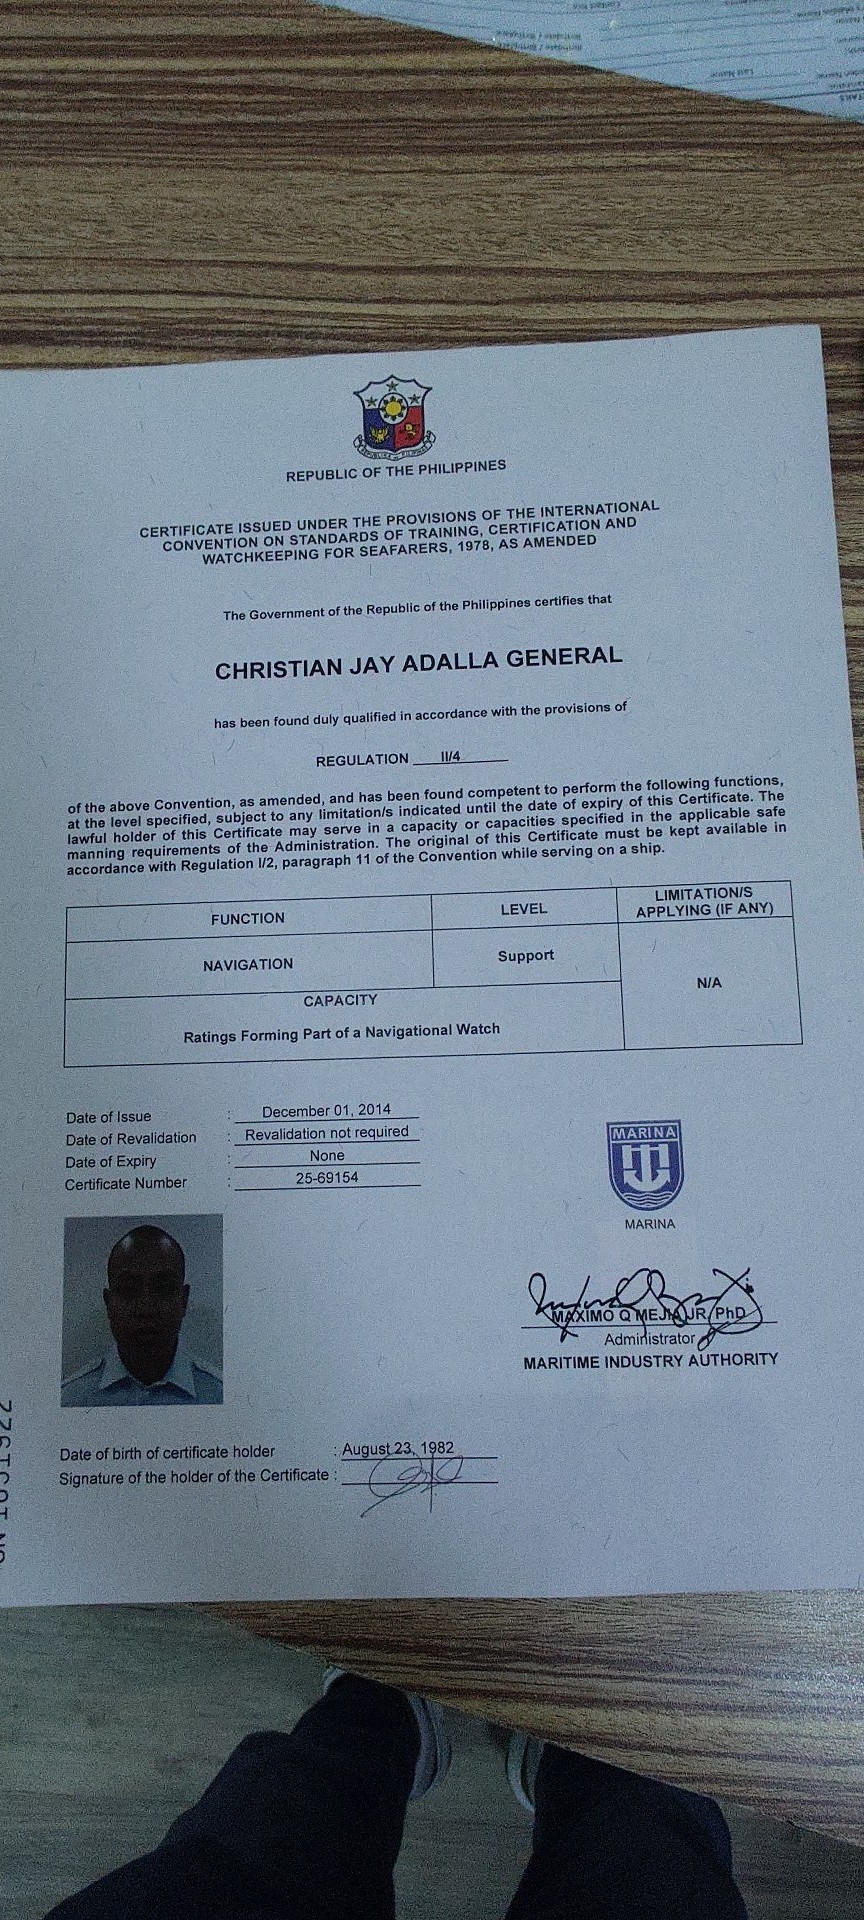 Last Name
REPUBLIC OF THE PHILIPPINES
CERTIFICATE ISSUED UNDER THE PROVISIONS OF THE INTERNATIONAL
CONVENTION ON STANDARDS OF TRAINING, CERTIFICATION AND
WATCHKEEPING FOR SEAFARERS, 1978, AS AMENDED
The Government of the Republic of the Philippines certifies that
CHRISTIAN JAY ADALLA GENERAL
has been found duly qualified in accordance with the provisions of
REGULATION II/4
of the above Convention, as amended, and has been found competent to perform the following functions,
at the level specified, subject to any limitation/s indicated until the date of expiry of this Certificate. The
lawful holder of this Certificate may serve in a capacity or capacities specified in the applicable safe
manning requirements of the Administration. The original of this Certificate must be kept available in
accordance with Regulation I/2, paragraph 11 of the Convention while serving on a ship.
FUNCTION LEVEL LIMITATION/S
APPLYING (IF ANY)
NAVIGATION Support
N/A
CAPACITY
Ratings Forming Part of a Navigational Watch
Date of Issue : December 01, 2014
Date of Revalidation : Revalidation not required
Date of Expiry : None
Certificate Number : 25-69154
MARINA
MARINA
MAXIMO Q MEJIA JR, PhD
Administrator
MARITIME INDUSTRY AUTHORITY
Date of birth of certificate holder : August 23, 1982
Signature of the holder of the Certificate :